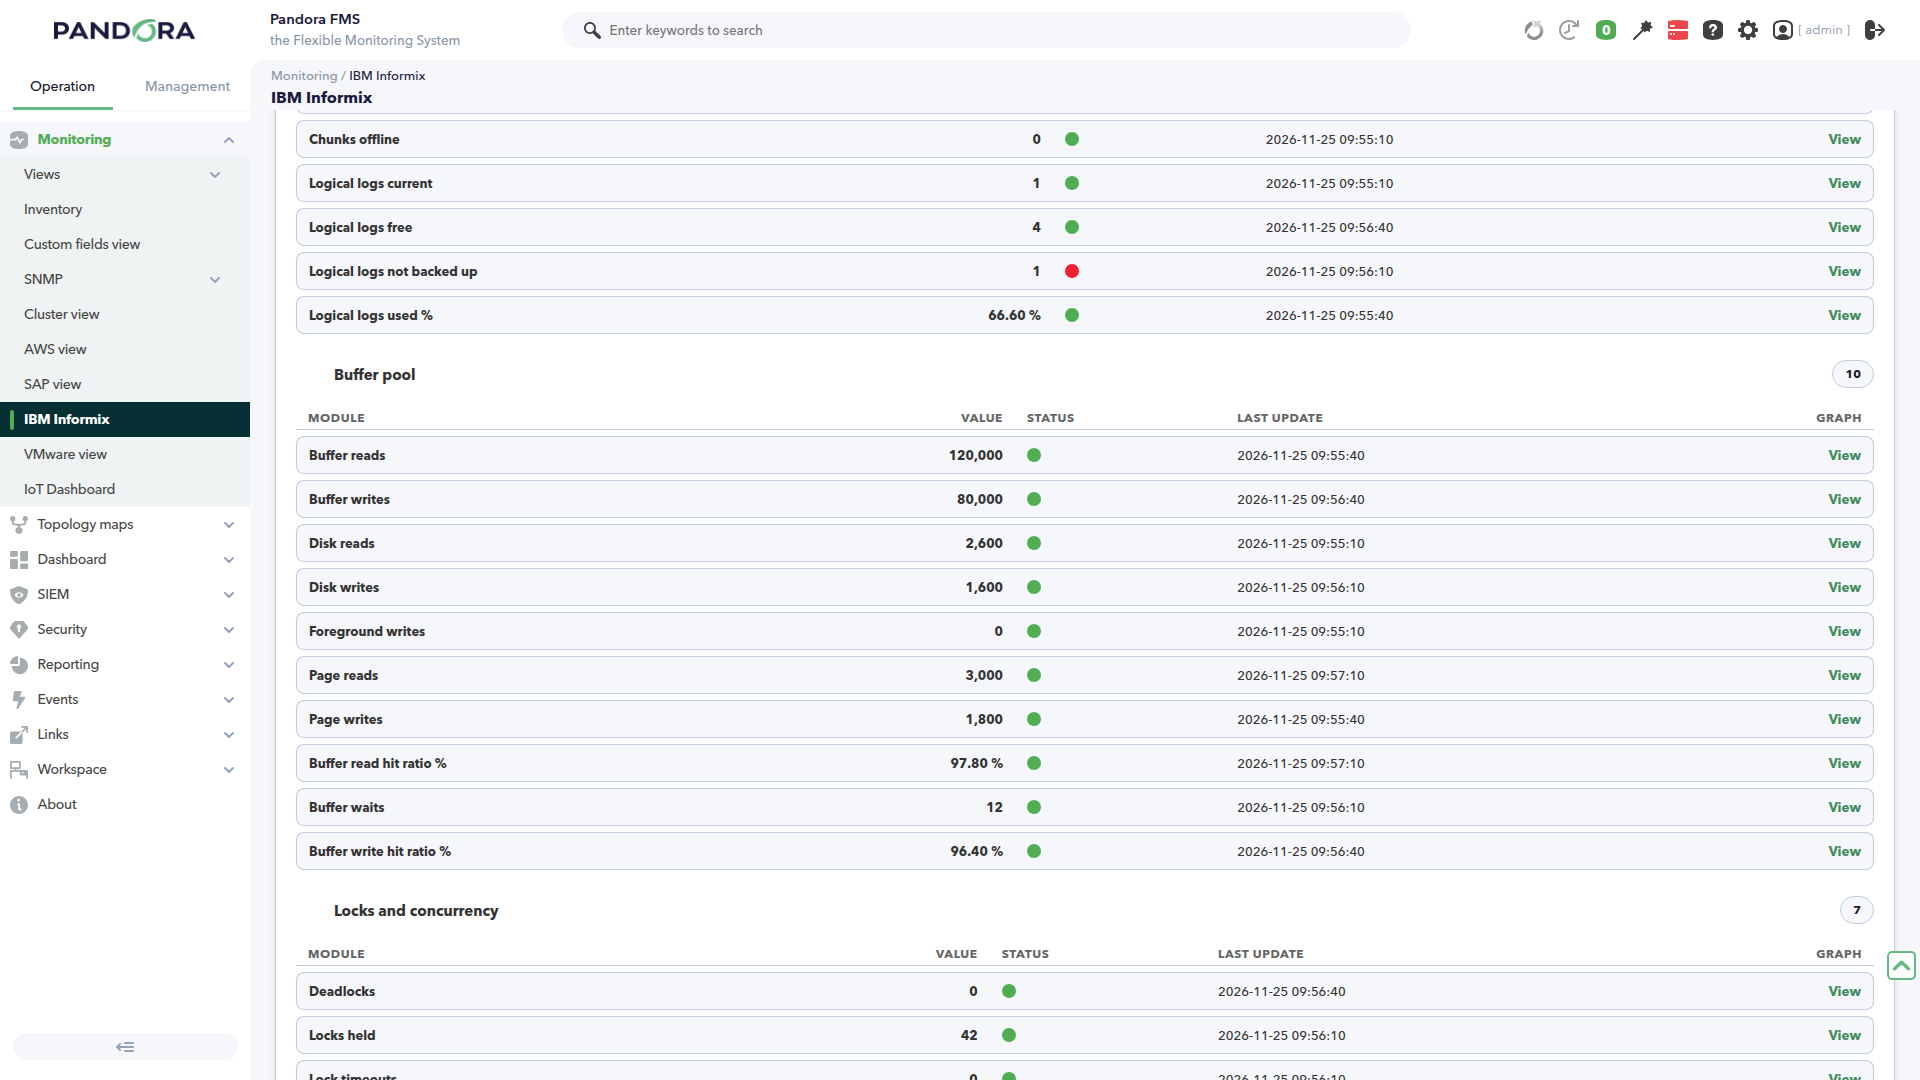 PANDORA
Pandora FMS
the Flexible Monitoring System
Enter keywords to search
0
?
[ admin ]
Operation
Management
Monitoring / IBM Informix
IBM Informix
Monitoring
Views
Inventory
Custom fields view
SNMP
Cluster view
AWS view
SAP view
IBM Informix
VMware view
IoT Dashboard
Topology maps
Dashboard
SIEM
Security
Reporting
Events
Links
Workspace
About
Chunks offline 0 2026-11-25 09:55:10 View
Logical logs current 1 2026-11-25 09:55:10 View
Logical logs free 4 2026-11-25 09:56:40 View
Logical logs not backed up 1 2026-11-25 09:56:10 View
Logical logs used % 66.60 % 2026-11-25 09:55:40 View
Buffer pool 10
MODULE VALUE STATUS LAST UPDATE GRAPH
Buffer reads 120,000 2026-11-25 09:55:40 View
Buffer writes 80,000 2026-11-25 09:56:40 View
Disk reads 2,600 2026-11-25 09:55:10 View
Disk writes 1,600 2026-11-25 09:56:10 View
Foreground writes 0 2026-11-25 09:55:10 View
Page reads 3,000 2026-11-25 09:57:10 View
Page writes 1,800 2026-11-25 09:55:40 View
Buffer read hit ratio % 97.80 % 2026-11-25 09:57:10 View
Buffer waits 12 2026-11-25 09:56:10 View
Buffer write hit ratio % 96.40 % 2026-11-25 09:56:40 View
Locks and concurrency 7
MODULE VALUE STATUS LAST UPDATE GRAPH
Deadlocks 0 2026-11-25 09:56:40 View
Locks held 42 2026-11-25 09:56:10 View
Lock timeouts 0 2026-11-25 09:56:10 View